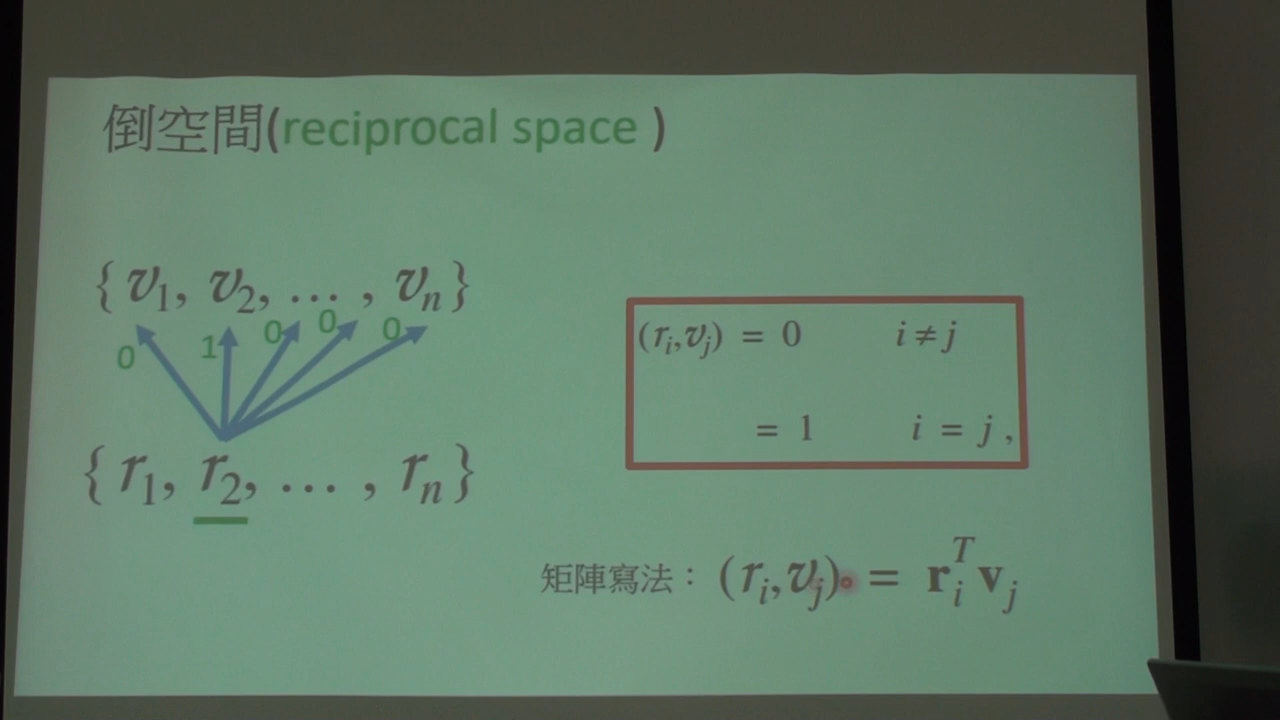 倒空間(reciprocal space )
{ v₁, v₂, … , vₙ }
0 1 0 0 0
{ r₁, r₂, … , rₙ }
(rᵢ,vⱼ) = 0 i ≠ j
= 1 i = j ,
矩陣寫法： (rᵢ,vⱼ) = rᵢᵀvⱼ